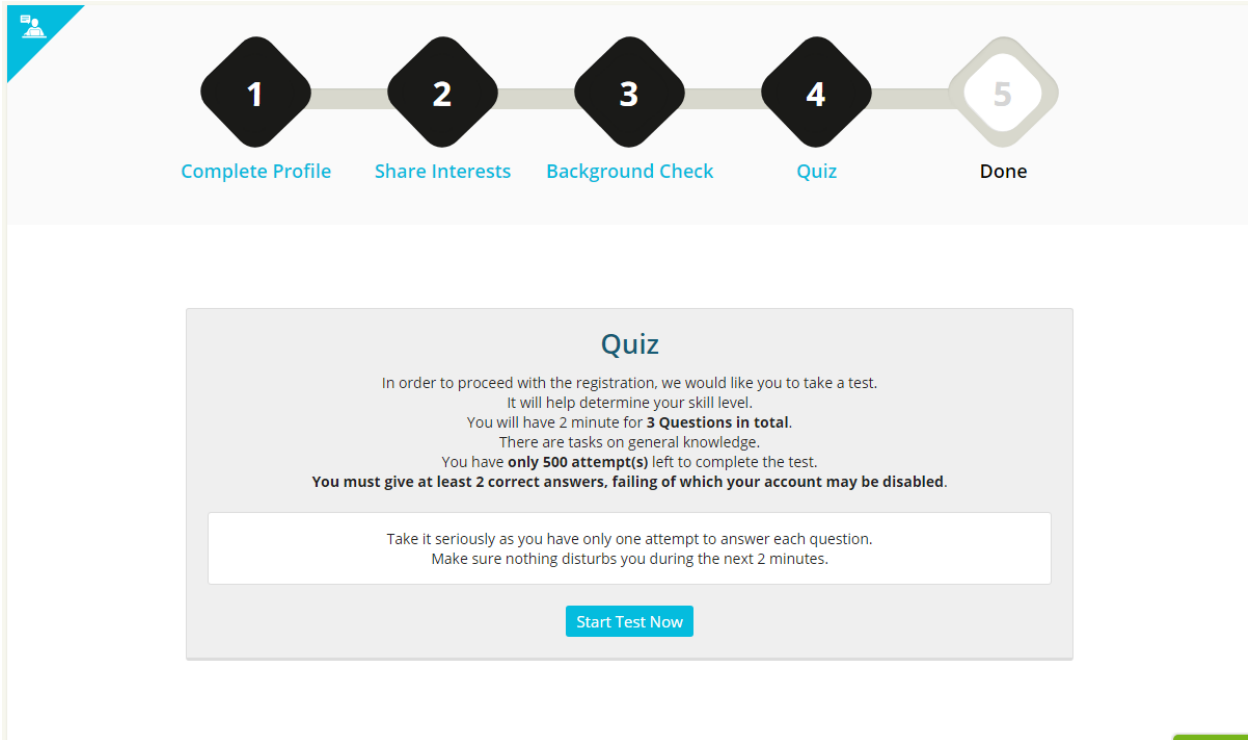 1 2 3 4 5
Complete Profile Share Interests Background Check Quiz Done
Quiz
In order to proceed with the registration, we would like you to take a test.
It will help determine your skill level.
You will have 2 minute for 3 Questions in total.
There are tasks on general knowledge.
You have only 500 attempt(s) left to complete the test.
You must give at least 2 correct answers, failing of which your account may be disabled.
Take it seriously as you have only one attempt to answer each question.
Make sure nothing disturbs you during the next 2 minutes.
Start Test Now